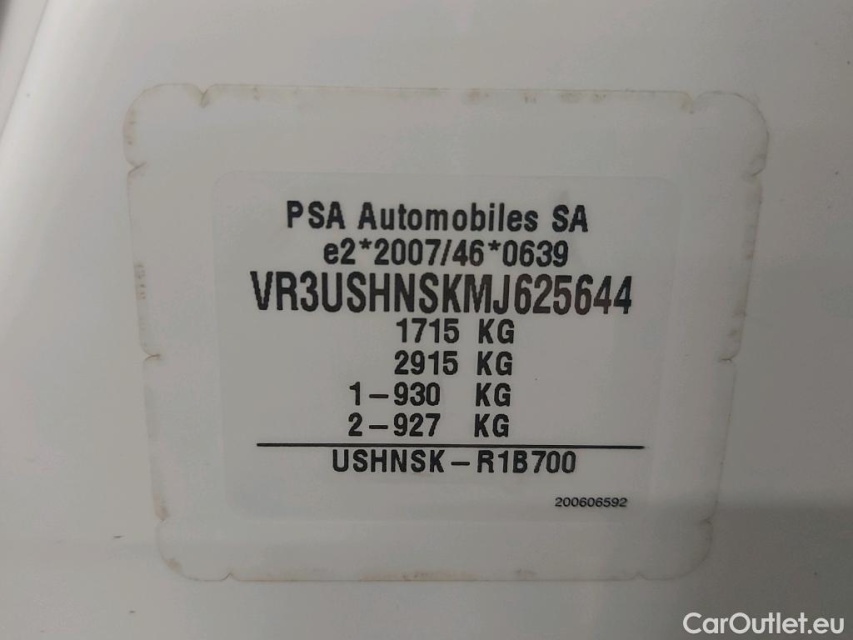 PSA Automobiles SA
e2*2007/46*0639
VR3USHNSKMJ625644
1715 KG
2915 KG
1-930 KG
2-927 KG
USHNSK-R1B700
200606592
CarOutlet.eu